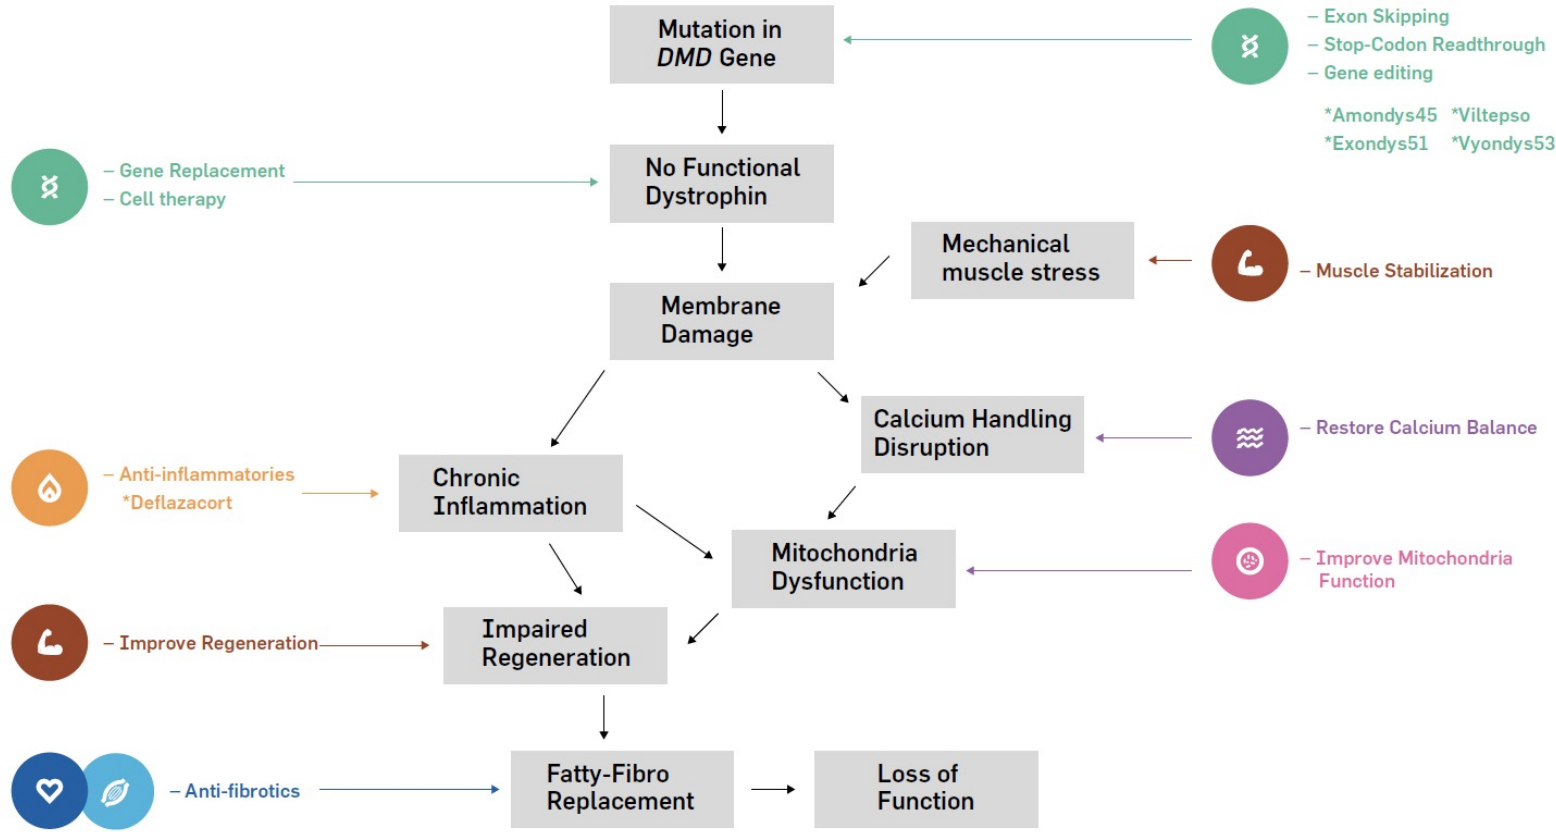 Mutation in
DMD Gene
– Exon Skipping
– Stop-Codon Readthrough
– Gene editing
*Amondys45 *Viltepso
*Exondys51 *Vyondys53
– Gene Replacement
– Cell therapy
No Functional
Dystrophin
Mechanical
muscle stress
– Muscle Stabilization
Membrane
Damage
Calcium Handling
Disruption
– Restore Calcium Balance
– Anti-inflammatories
*Deflazacort
Chronic
Inflammation
Mitochondria
Dysfunction
– Improve Mitochondria
Function
– Improve Regeneration
Impaired
Regeneration
– Anti-fibrotics
Fatty-Fibro
Replacement
Loss of
Function